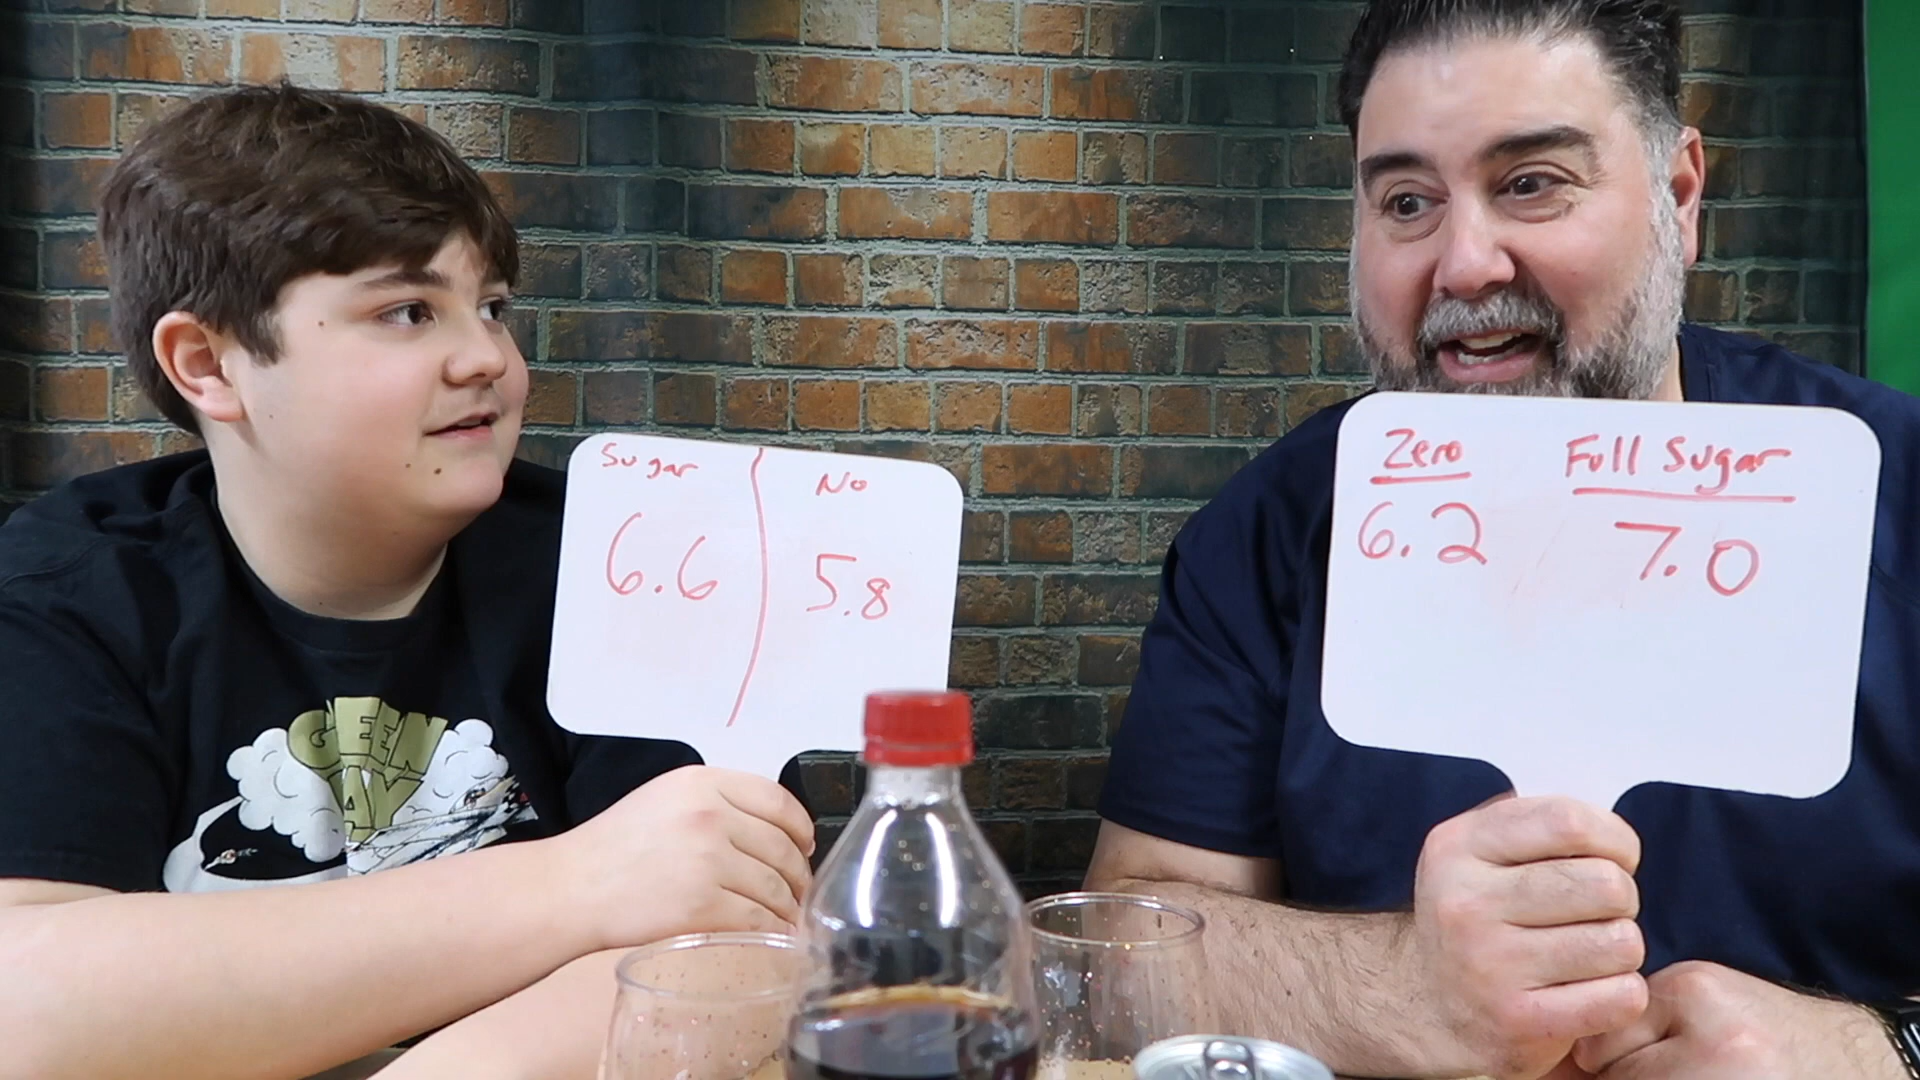 Sugar No
6.6 5.8
Zero Full Sugar
6.2 7.0
GREEN
DAY